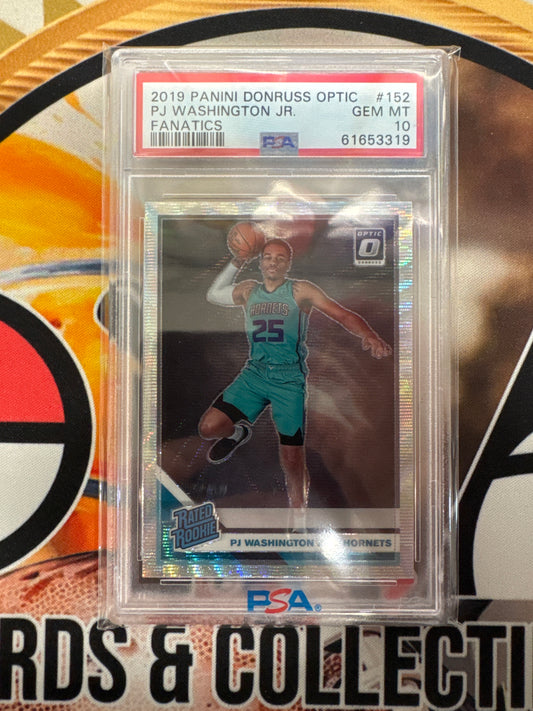 2019 PANINI DONRUSS OPTIC #152
PJ WASHINGTON JR. GEM MT
FANATICS 10
PSA 61653319
OPTIC
DONRUSS
HORNETS
25
RATED
ROOKIE
PJ WASHINGTON HORNETS
PSA
RDS & COLLECTI